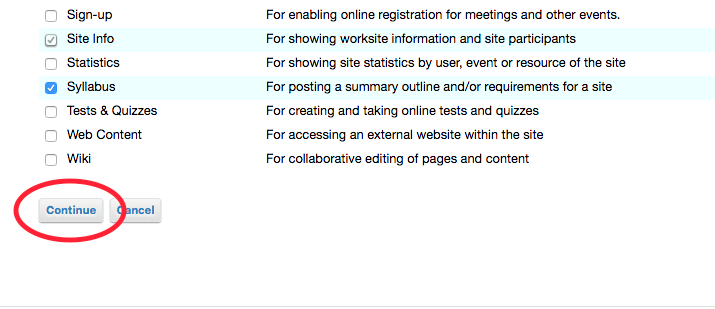 Sign-up For enabling online registration for meetings and other events.
Site Info For showing worksite information and site participants
Statistics For showing site statistics by user, event or resource of the site
Syllabus For posting a summary outline and/or requirements for a site
Tests & Quizzes For creating and taking online tests and quizzes
Web Content For accessing an external website within the site
Wiki For collaborative editing of pages and content
Continue Cancel